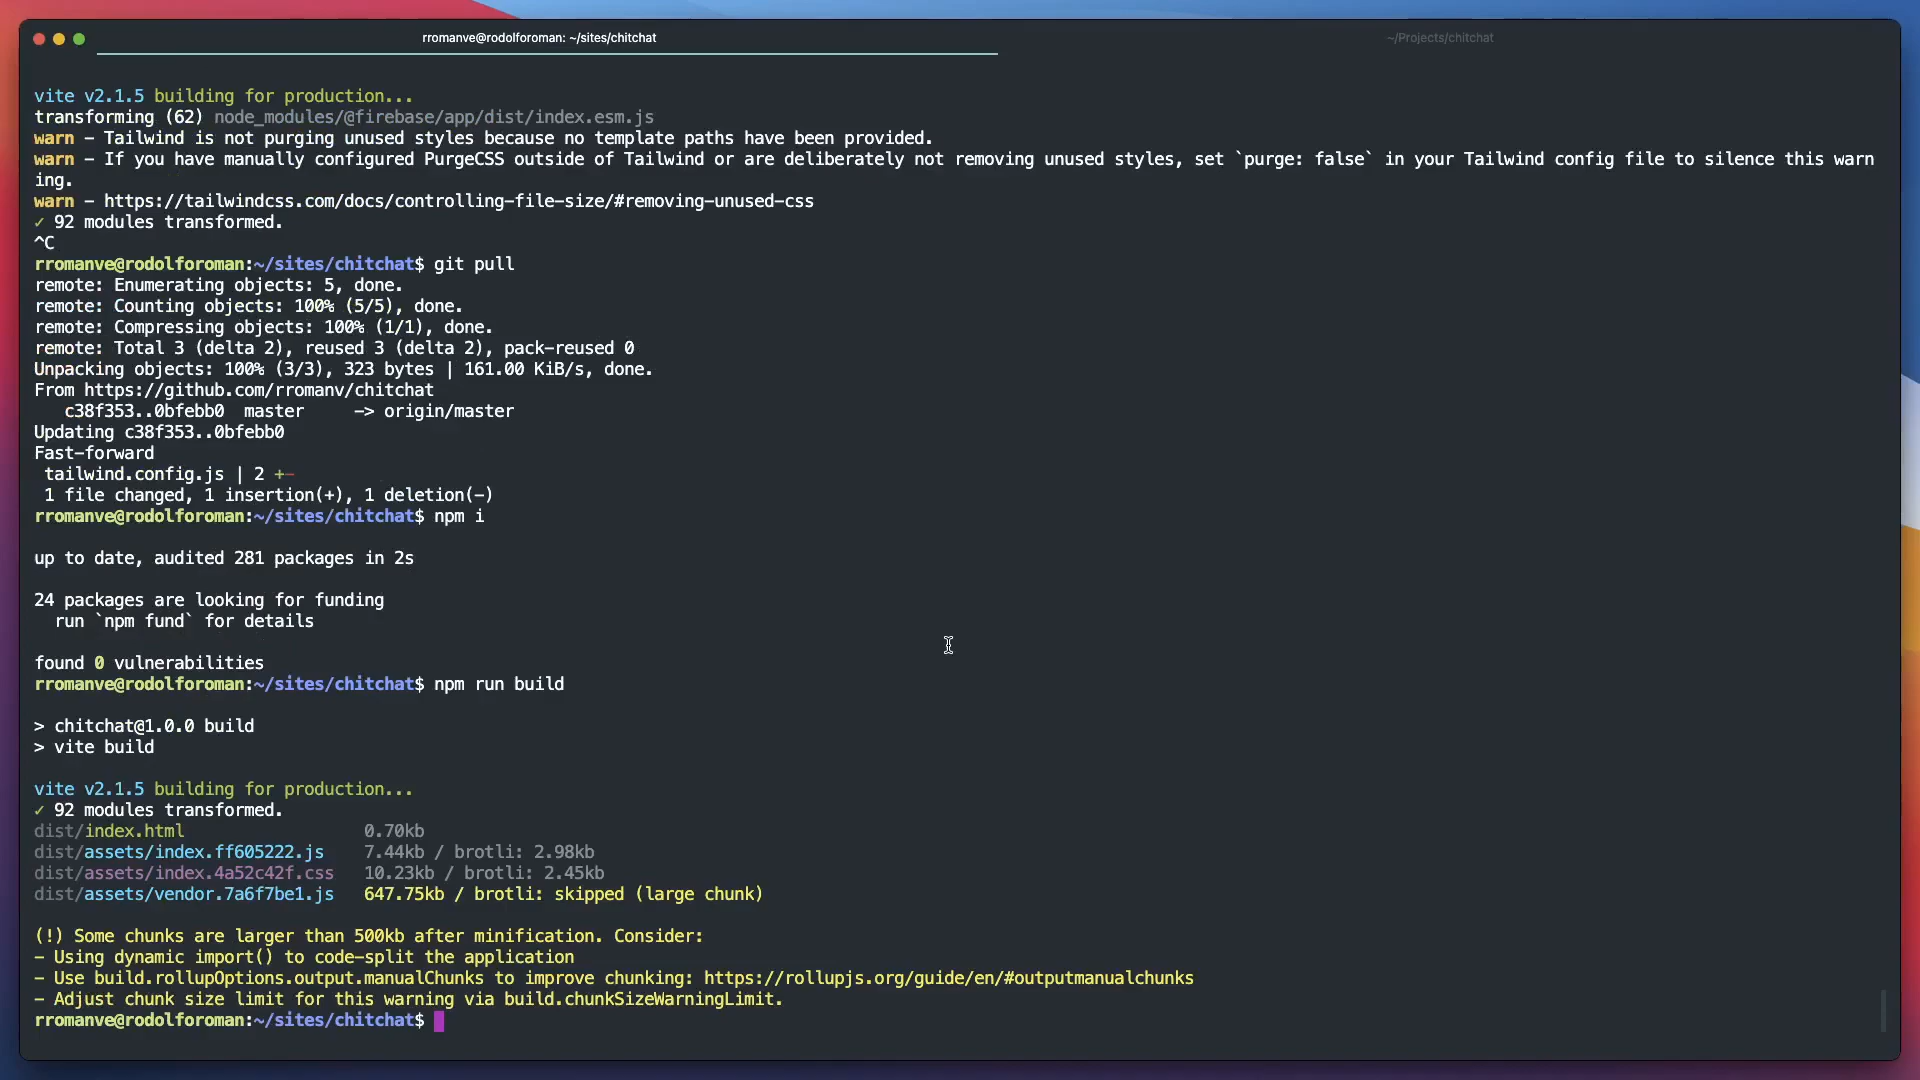 rromanve@rodolforoman: ~/sites/chitchat
~/Projects/chitchat
vite v2.1.5 building for production...
transforming (62) node_modules/@firebase/app/dist/index.esm.js
warn - Tailwind is not purging unused styles because no template paths have been provided.
warn - If you have manually configured PurgeCSS outside of Tailwind or are deliberately not removing unused styles, set `purge: false` in your Tailwind config file to silence this warn
ing.
warn - https://tailwindcss.com/docs/controlling-file-size/#removing-unused-css
✓ 92 modules transformed.
^C
rromanve@rodolforoman:~/sites/chitchat$ git pull
remote: Enumerating objects: 5, done.
remote: Counting objects: 100% (5/5), done.
remote: Compressing objects: 100% (1/1), done.
remote: Total 3 (delta 2), reused 3 (delta 2), pack-reused 0
Unpacking objects: 100% (3/3), 323 bytes | 161.00 KiB/s, done.
From https://github.com/rromanv/chitchat
   c38f353..0bfebb0  master     -> origin/master
Updating c38f353..0bfebb0
Fast-forward
 tailwind.config.js | 2 +-
 1 file changed, 1 insertion(+), 1 deletion(-)
rromanve@rodolforoman:~/sites/chitchat$ npm i
up to date, audited 281 packages in 2s
24 packages are looking for funding
  run `npm fund` for details
found 0 vulnerabilities
rromanve@rodolforoman:~/sites/chitchat$ npm run build
> chitchat@1.0.0 build
> vite build
vite v2.1.5 building for production...
✓ 92 modules transformed.
dist/index.html                  0.70kb
dist/assets/index.ff605222.js    7.44kb / brotli: 2.98kb
dist/assets/index.4a52c42f.css   10.23kb / brotli: 2.45kb
dist/assets/vendor.7a6f7be1.js   647.75kb / brotli: skipped (large chunk)
(!) Some chunks are larger than 500kb after minification. Consider:
- Using dynamic import() to code-split the application
- Use build.rollupOptions.output.manualChunks to improve chunking: https://rollupjs.org/guide/en/#outputmanualchunks
- Adjust chunk size limit for this warning via build.chunkSizeWarningLimit.
rromanve@rodolforoman:~/sites/chitchat$